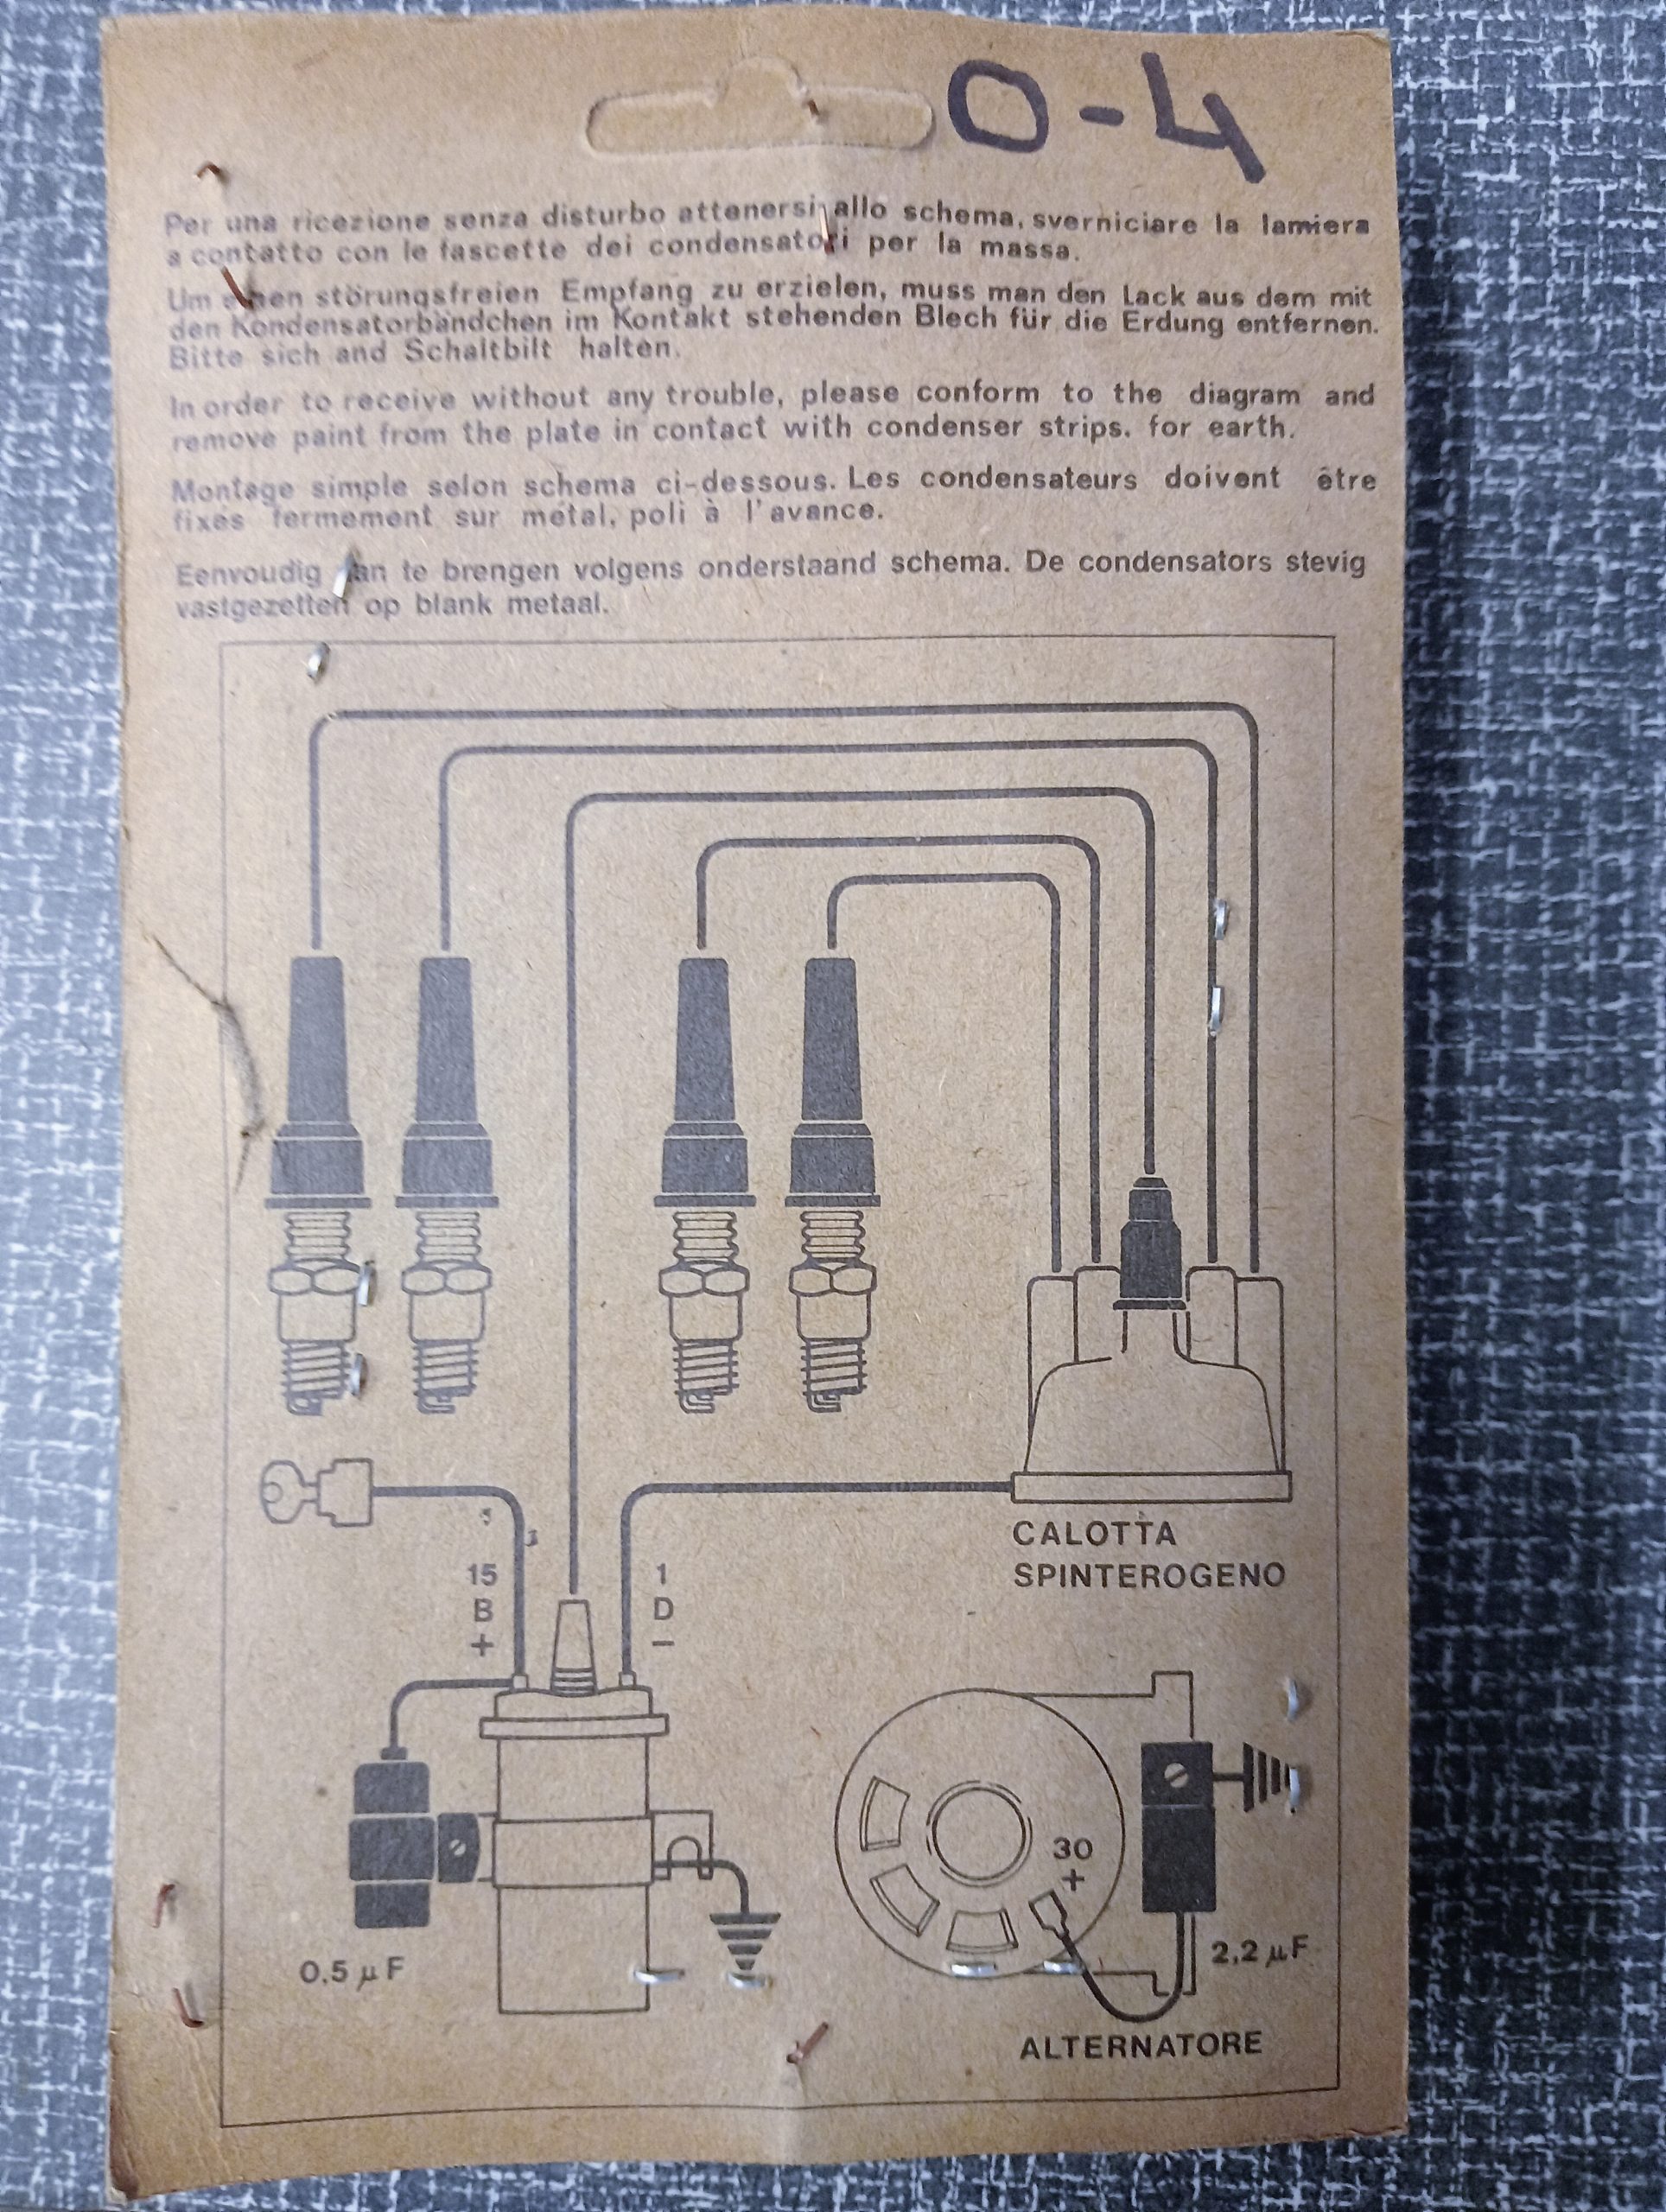 O-4
Per una ricezione senza disturbo attenersi allo schema, sverniciare la lamiera
a contatto con le fascette dei condensatori per la massa.
Um einen störungsfreien Empfang zu erzielen, muss man den Lack aus dem mit
den Kondensatorbändchen im Kontakt stehenden Blech für die Erdung entfernen.
Bitte sich and Schaltbilt halten.
In order to receive without any trouble, please conform to the diagram and
remove paint from the plate in contact with condenser strips. for earth.
Montage simple selon schema ci-dessous. Les condensateurs doivent être
fixés fermement sur métal, poli à l'avance.
Eenvoudig aan te brengen volgens onderstaand schema. De condensators stevig
vastgezetten op blank metaal.
CALOTTA
SPINTEROGENO
15
B
+
1
D
−
30
+
0,5 µF
2,2 µF
ALTERNATORE